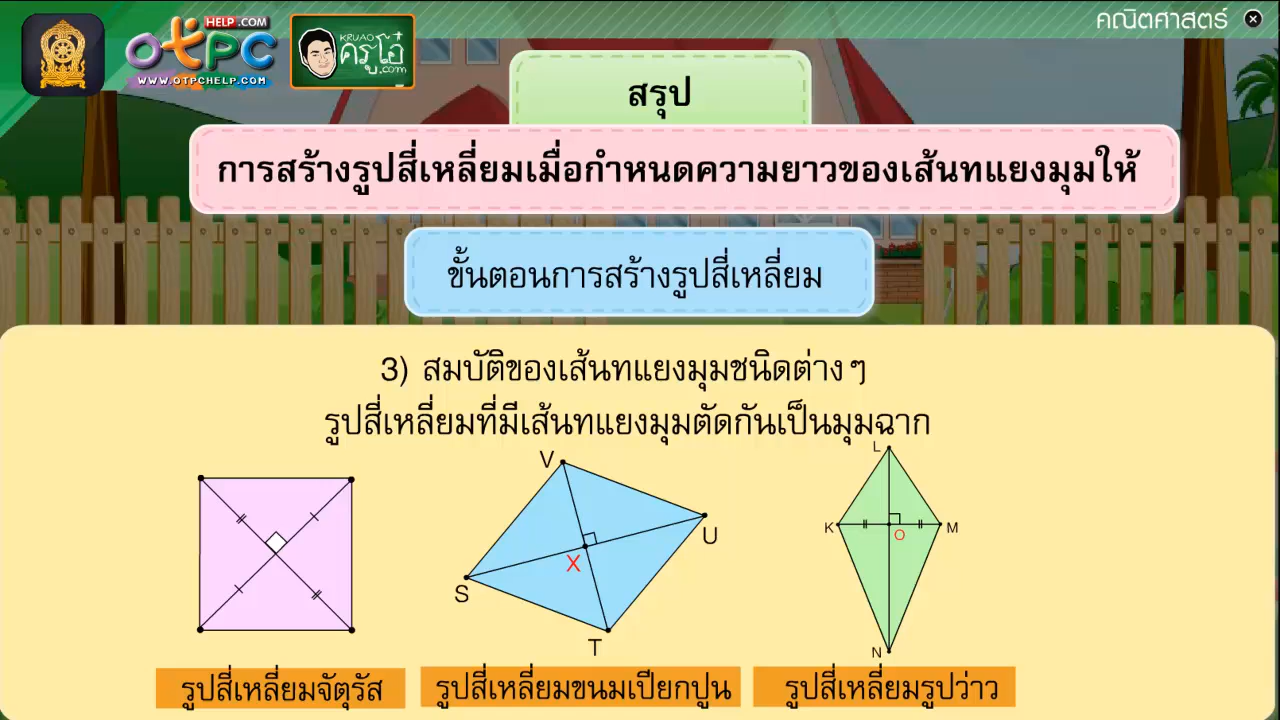 คณิตศาสตร์
HELP.COM
OTPC
WWW.OTPCHELP.COM
KRUAO
ครูโอ๋
.com
สรุป
การสร้างรูปสี่เหลี่ยมเมื่อกำหนดความยาวของเส้นทแยงมุมให้
ขั้นตอนการสร้างรูปสี่เหลี่ยม
3) สมบัติของเส้นทแยงมุมชนิดต่างๆ
รูปสี่เหลี่ยมที่มีเส้นทแยงมุมตัดกันเป็นมุมฉาก
V
U
X
S
T
L
K
M
O
N
รูปสี่เหลี่ยมจัตุรัส
รูปสี่เหลี่ยมขนมเปียกปูน
รูปสี่เหลี่ยมรูปว่าว